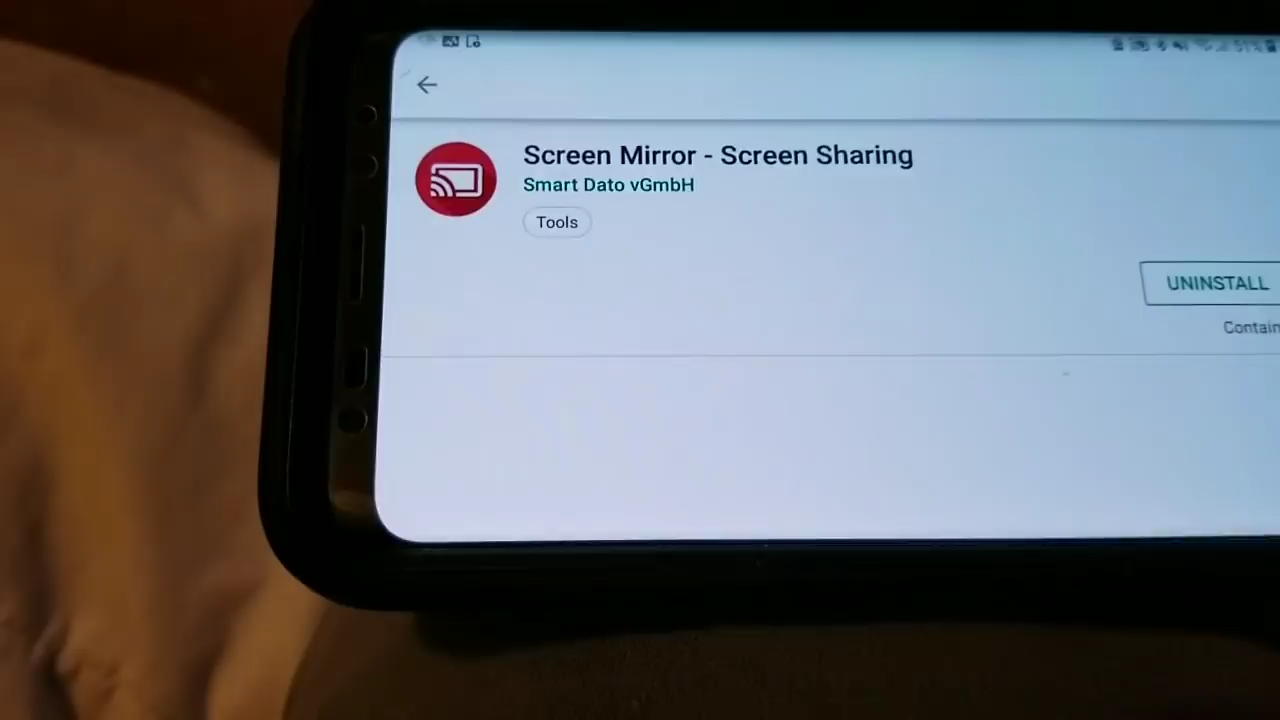 Screen Mirror - Screen Sharing
Smart Dato vGmbH
Tools
UNINSTALL
Contain